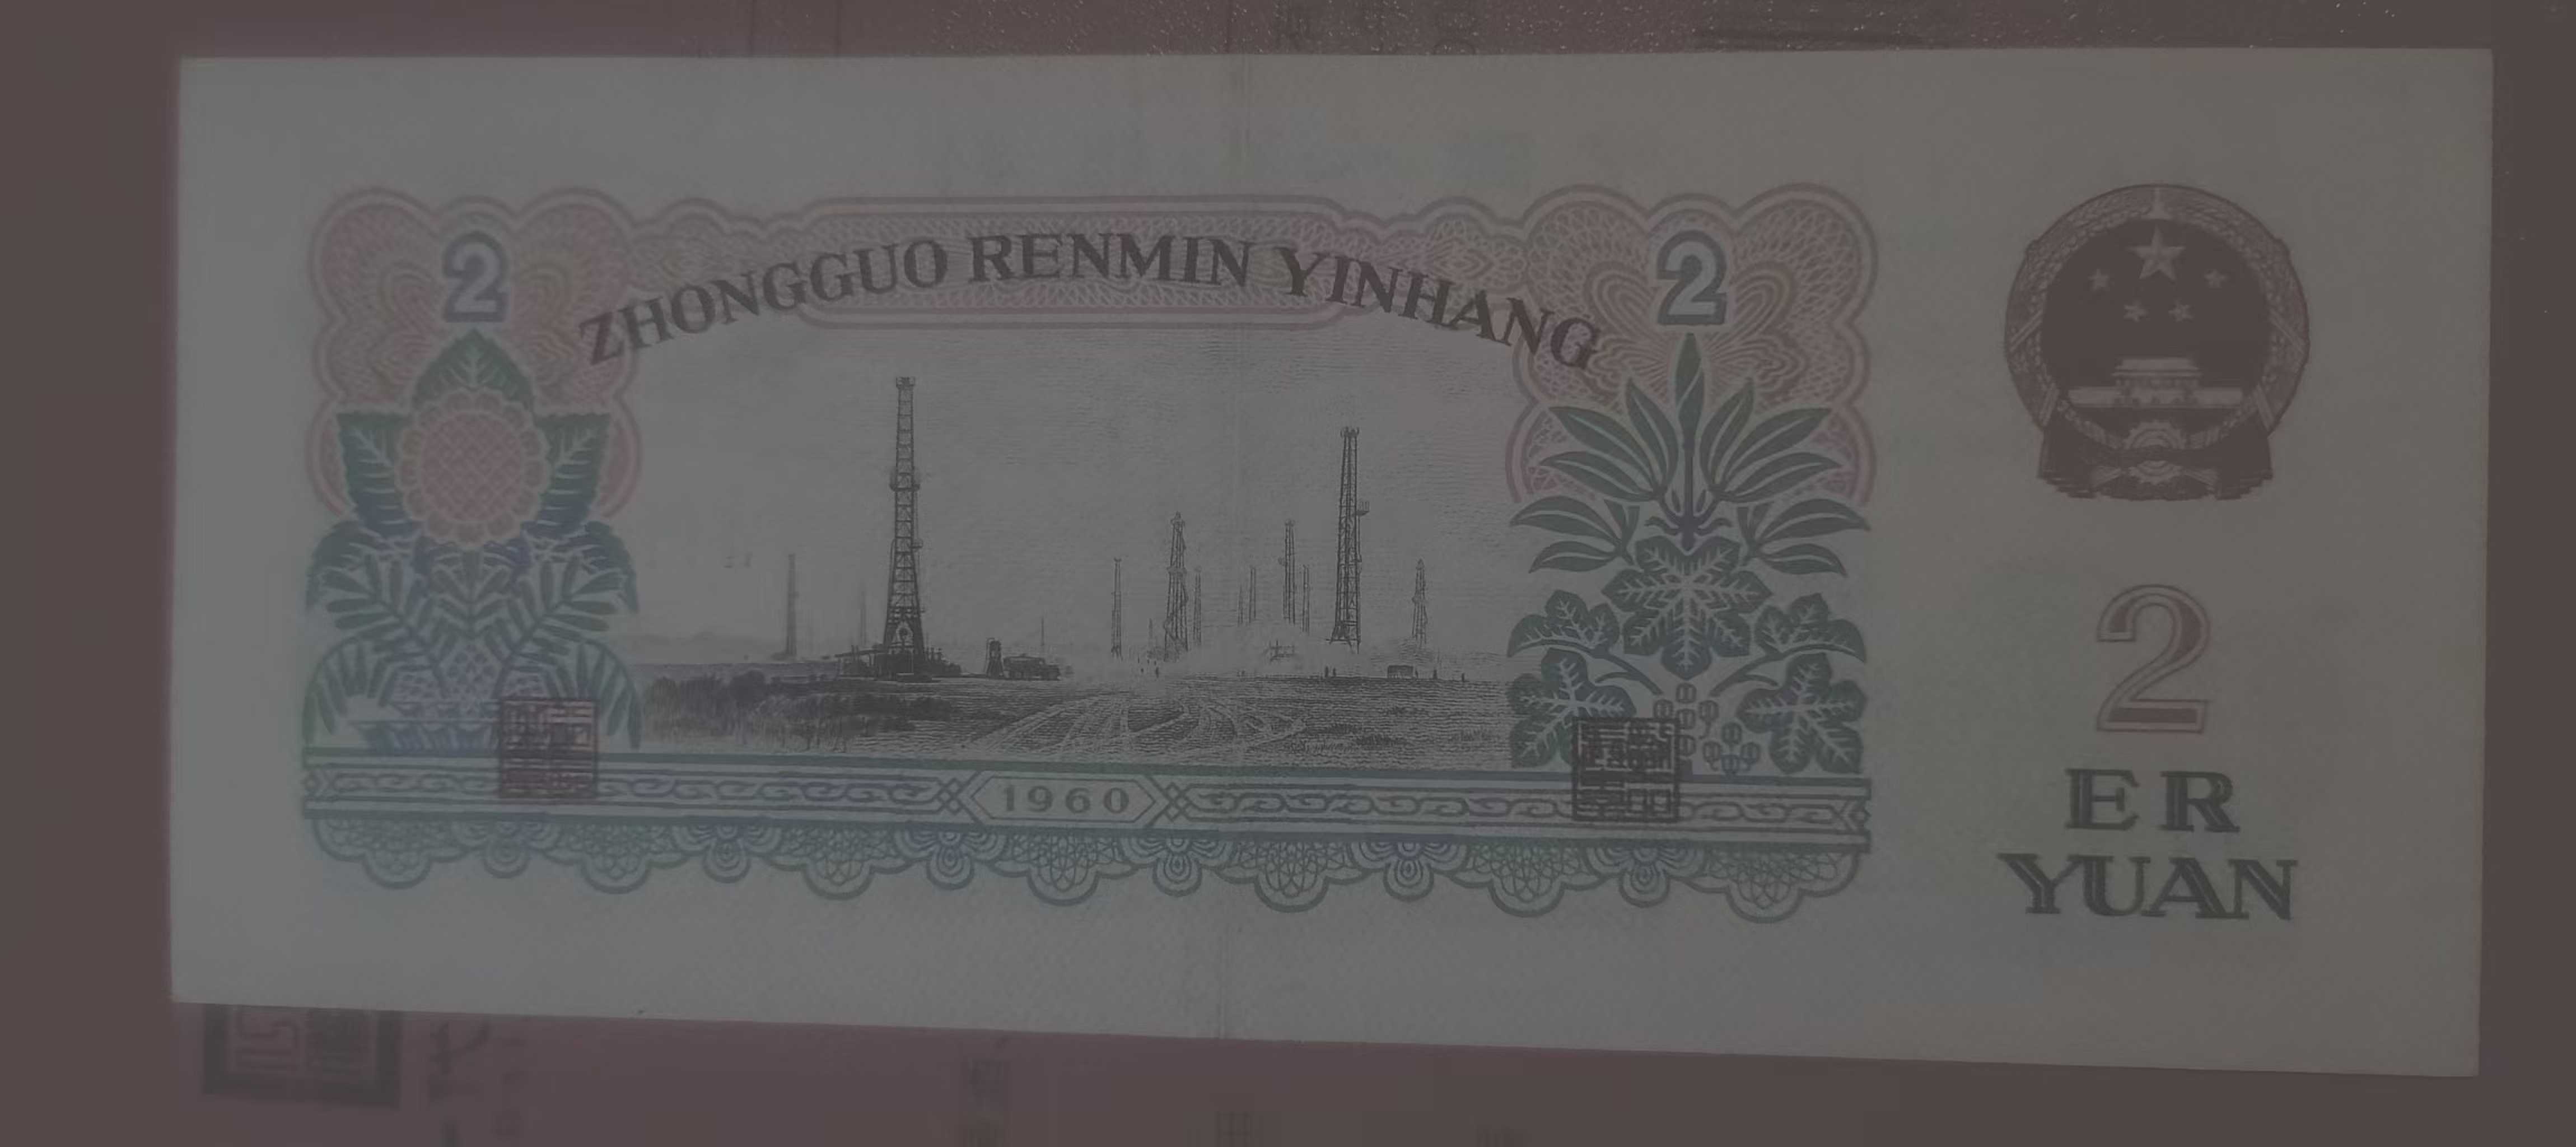 2
ZHONGGUO RENMIN YINHANG
2
1960
2
ER
YUAN